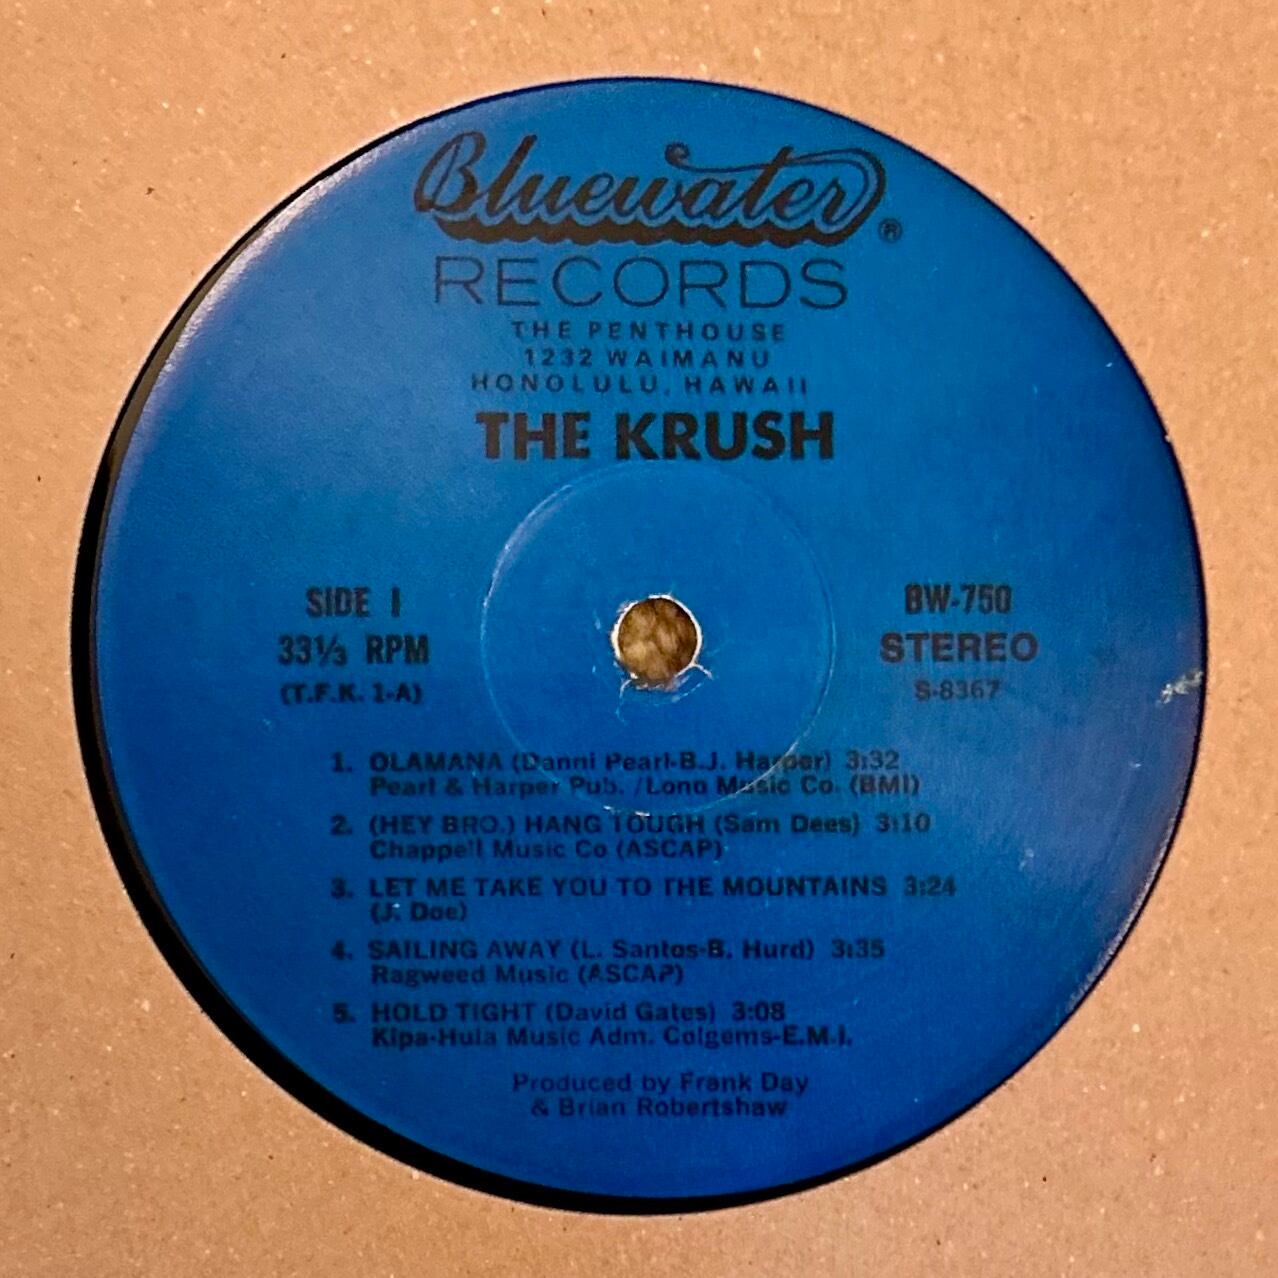 Bluewater ®
RECORDS
THE PENTHOUSE
1232 WAIMANU
HONOLULU, HAWAII
THE KRUSH
SIDE I
33⅓ RPM
(T.F.K. 1-A)
BW-750
STEREO
S-8367
1. OLAMANA (Danni Pearl-B.J. Harper) 3:32
Pearl & Harper Pub. /Lono Music Co. (BMI)
2. (HEY BRO.) HANG TOUGH (Sam Dees) 3:10
Chappell Music Co (ASCAP)
3. LET ME TAKE YOU TO THE MOUNTAINS 3:24
(J. Doe)
4. SAILING AWAY (L. Santos-B. Hurd) 3:35
Ragweed Music (ASCAP)
5. HOLD TIGHT (David Gates) 3:08
Kipa-Hula Music Adm. Colgems-E.M.I.
Produced by Frank Day
& Brian Robertshaw